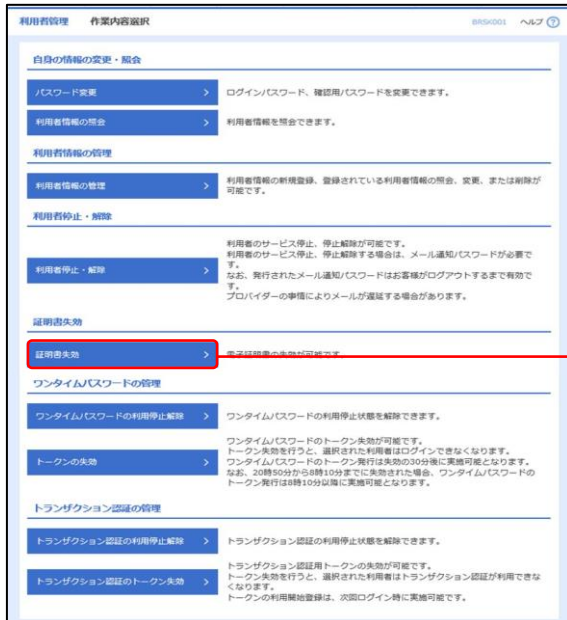 利用者管理 作業内容選択 BRSK001 ヘルプ ?
自身の情報の変更・照会
パスワード変更 > ログインパスワード、確認用パスワードを変更できます。
利用者情報の照会 > 利用者情報を照会できます。
利用者情報の管理
利用者情報の管理 > 利用者情報の新規登録、登録されている利用者情報の照会、変更、または削除が
可能です。
利用者停止・解除
利用者のサービス停止、停止解除が可能です。
利用者のサービス停止、停止解除する場合は、メール通知パスワードが必要で
す。
利用者停止・解除 >
なお、発行されたメール通知パスワードはお客様がログアウトするまで有効で
す。
プロバイダーの事情によりメールが遅延する場合があります。
証明書失効
証明書失効 > 電子証明書の失効が可能です。
ワンタイムパスワードの管理
ワンタイムパスワードの利用停止解除 > ワンタイムパスワードの利用停止状態を解除できます。
ワンタイムパスワードのトークン失効が可能です。
トークン失効を行うと、選択された利用者はログインできなくなります。
トークンの失効 > ワンタイムパスワードのトークン発行は失効の30分後に実施可能となります。
なお、20時50分から8時10分までに失効された場合、ワンタイムパスワードの
トークン発行は8時10分以降に実施可能となります。
トランザクション認証の管理
トランザクション認証の利用停止解除 > トランザクション認証の利用停止状態を解除できます。
トランザクション認証用トークンの失効が可能です。
トランザクション認証のトークン失効 > トークン失効を行うと、選択された利用者はトランザクション認証が利用できな
くなります。
トークンの利用開始登録は、次回ログイン時に実施可能です。